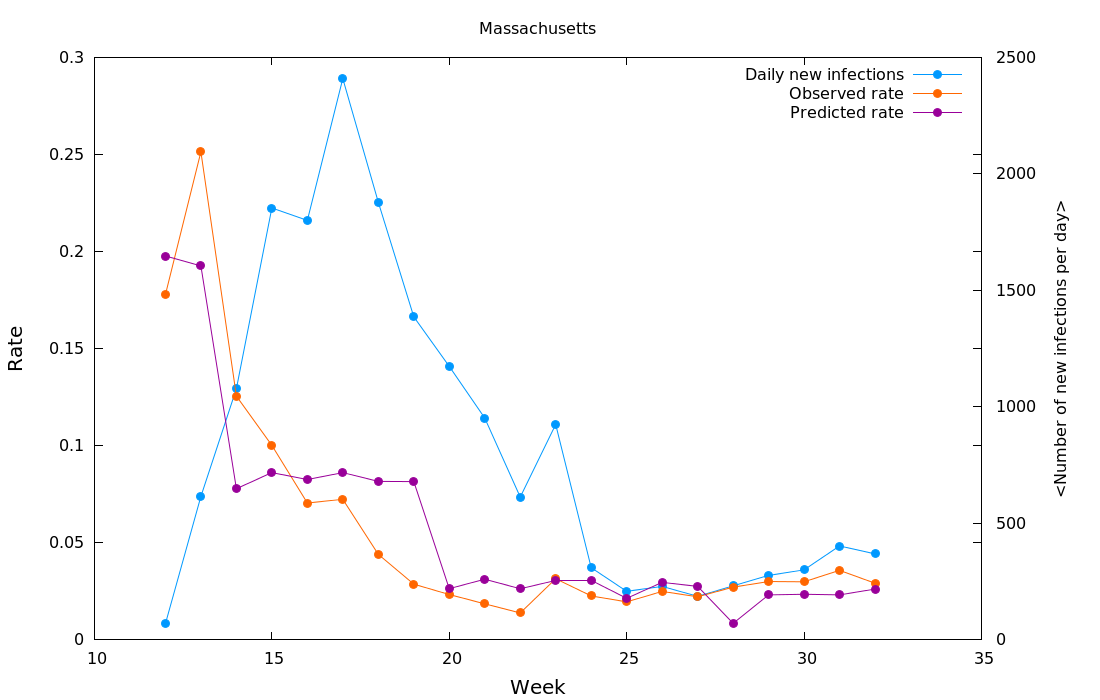 Massachusetts
Daily new infections
Observed rate
Predicted rate
0.3
0.25
0.2
0.15
0.1
0.05
0
Rate
2500
2000
1500
1000
500
0
<Number of new infections per day>
10 15 20 25 30 35
Week